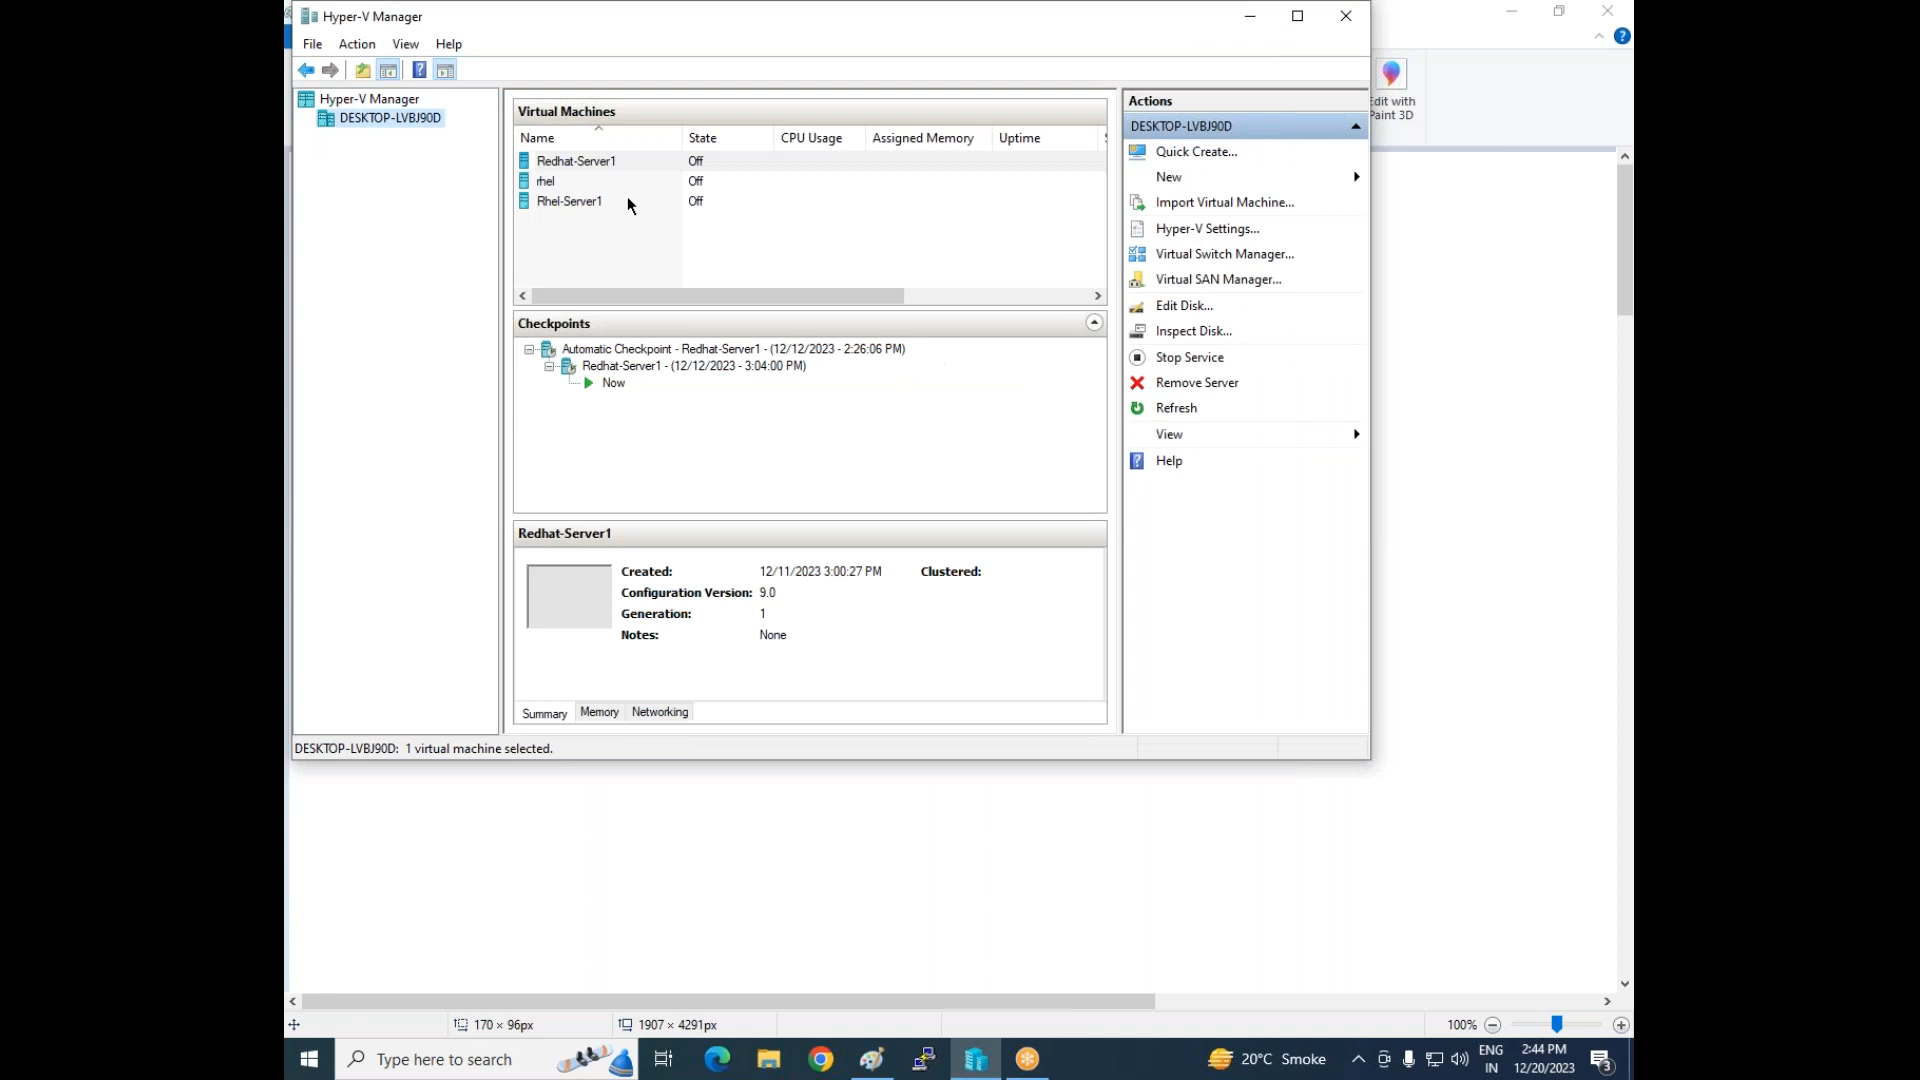 Hyper-V Manager
File Action View Help
Hyper-V Manager
DESKTOP-LVBJ90D
Virtual Machines
Name State CPU Usage Assigned Memory Uptime
Redhat-Server1 Off
rhel Off
Rhel-Server1 Off
Checkpoints
Automatic Checkpoint - Redhat-Server1 - (12/12/2023 - 2:26:06 PM)
Redhat-Server1 - (12/12/2023 - 3:04:00 PM)
Now
Redhat-Server1
Created: 12/11/2023 3:00:27 PM Clustered:
Configuration Version: 9.0
Generation: 1
Notes: None
Summary Memory Networking
Actions
DESKTOP-LVBJ90D
Quick Create...
New
Import Virtual Machine...
Hyper-V Settings...
Virtual Switch Manager...
Virtual SAN Manager...
Edit Disk...
Inspect Disk...
Stop Service
Remove Server
Refresh
View
Help
DESKTOP-LVBJ90D: 1 virtual machine selected.
dit with
aint 3D
170 × 96px 1907 × 4291px 100%
Type here to search
20°C Smoke
ENG
IN
2:44 PM
12/20/2023
3